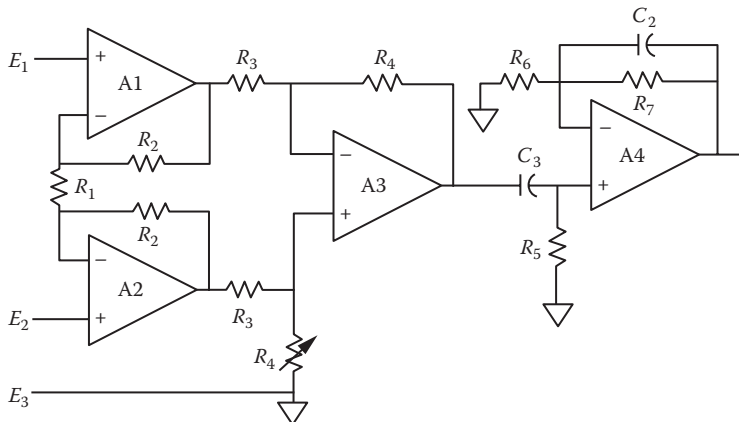 E1
+
A1
−
R3
R4
R2
R1
R2
−
A2
+
E2
R3
R4
E3
−
A3
+
C3
R5
R6
C2
R7
−
A4
+